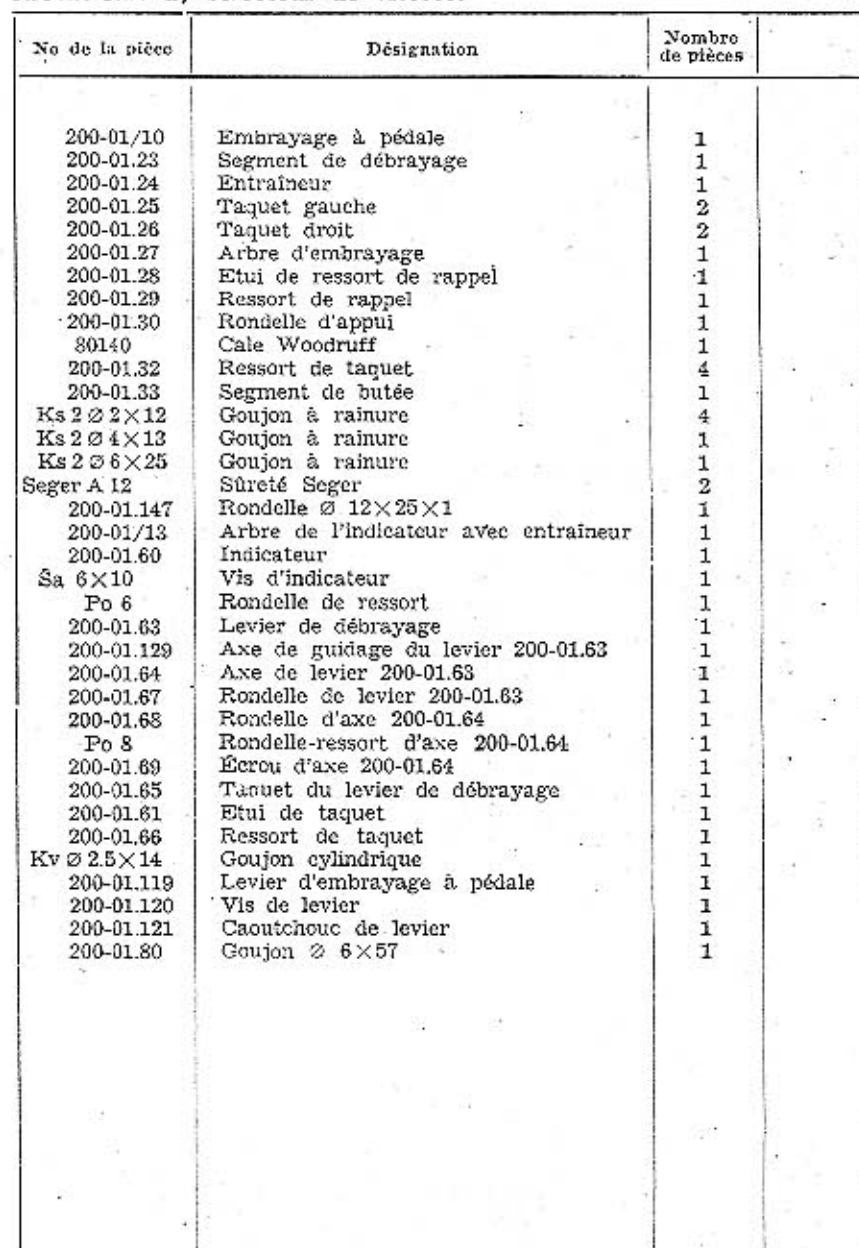 No de la pièce Désignation Nombre de pièces
200-01/10 Embrayage à pédale 1
200-01.23 Segment de débrayage 1
200-01.24 Entraîneur 1
200-01.25 Taquet gauche 2
200-01.26 Taquet droit 2
200-01.27 Arbre d'embrayage 1
200-01.28 Etui de ressort de rappel 1
200-01.29 Ressort de rappel 1
200-01.30 Rondelle d'appui 1
80140 Cale Woodruff 1
200-01.32 Ressort de taquet 4
200-01.33 Segment de butée 1
Ks 2 Ø 2×12 Goujon à rainure 4
Ks 2 Ø 4×13 Goujon à rainure 1
Ks 2 Ø 6×25 Goujon à rainure 1
Seger A 12 Sûreté Seger 2
200-01.147 Rondelle Ø 12×25×1 1
200-01/13 Arbre de l'indicateur avec entraîneur 1
200-01.60 Indicateur 1
Ša 6×10 Vis d'indicateur 1
Po 6 Rondelle de ressort 1
200-01.63 Levier de débrayage 1
200-01.129 Axe de guidage du levier 200-01.63 1
200-01.64 Axe de levier 200-01.63 1
200-01.67 Rondelle de levier 200-01.63 1
200-01.68 Rondelle d'axe 200-01.64 1
Po 8 Rondelle-ressort d'axe 200-01.64 1
200-01.69 Écrou d'axe 200-01.64 1
200-01.65 Taquet du levier de débrayage 1
200-01.61 Etui de taquet 1
200-01.66 Ressort de taquet 1
Kv Ø 2.5×14 Goujon cylindrique 1
200-01.119 Levier d'embrayage à pédale 1
200-01.120 Vis de levier 1
200-01.121 Caoutchouc de levier 1
200-01.80 Goujon Ø 6×57 1